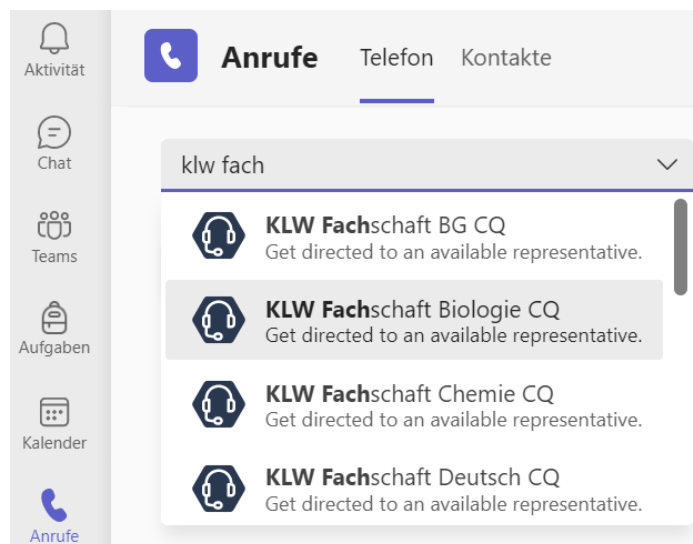 Aktivität
Chat
Teams
Aufgaben
Kalender
Anrufe
Anrufe Telefon Kontakte
klw fach
KLW Fachschaft BG CQ
Get directed to an available representative.
KLW Fachschaft Biologie CQ
Get directed to an available representative.
KLW Fachschaft Chemie CQ
Get directed to an available representative.
KLW Fachschaft Deutsch CQ
Get directed to an available representative.